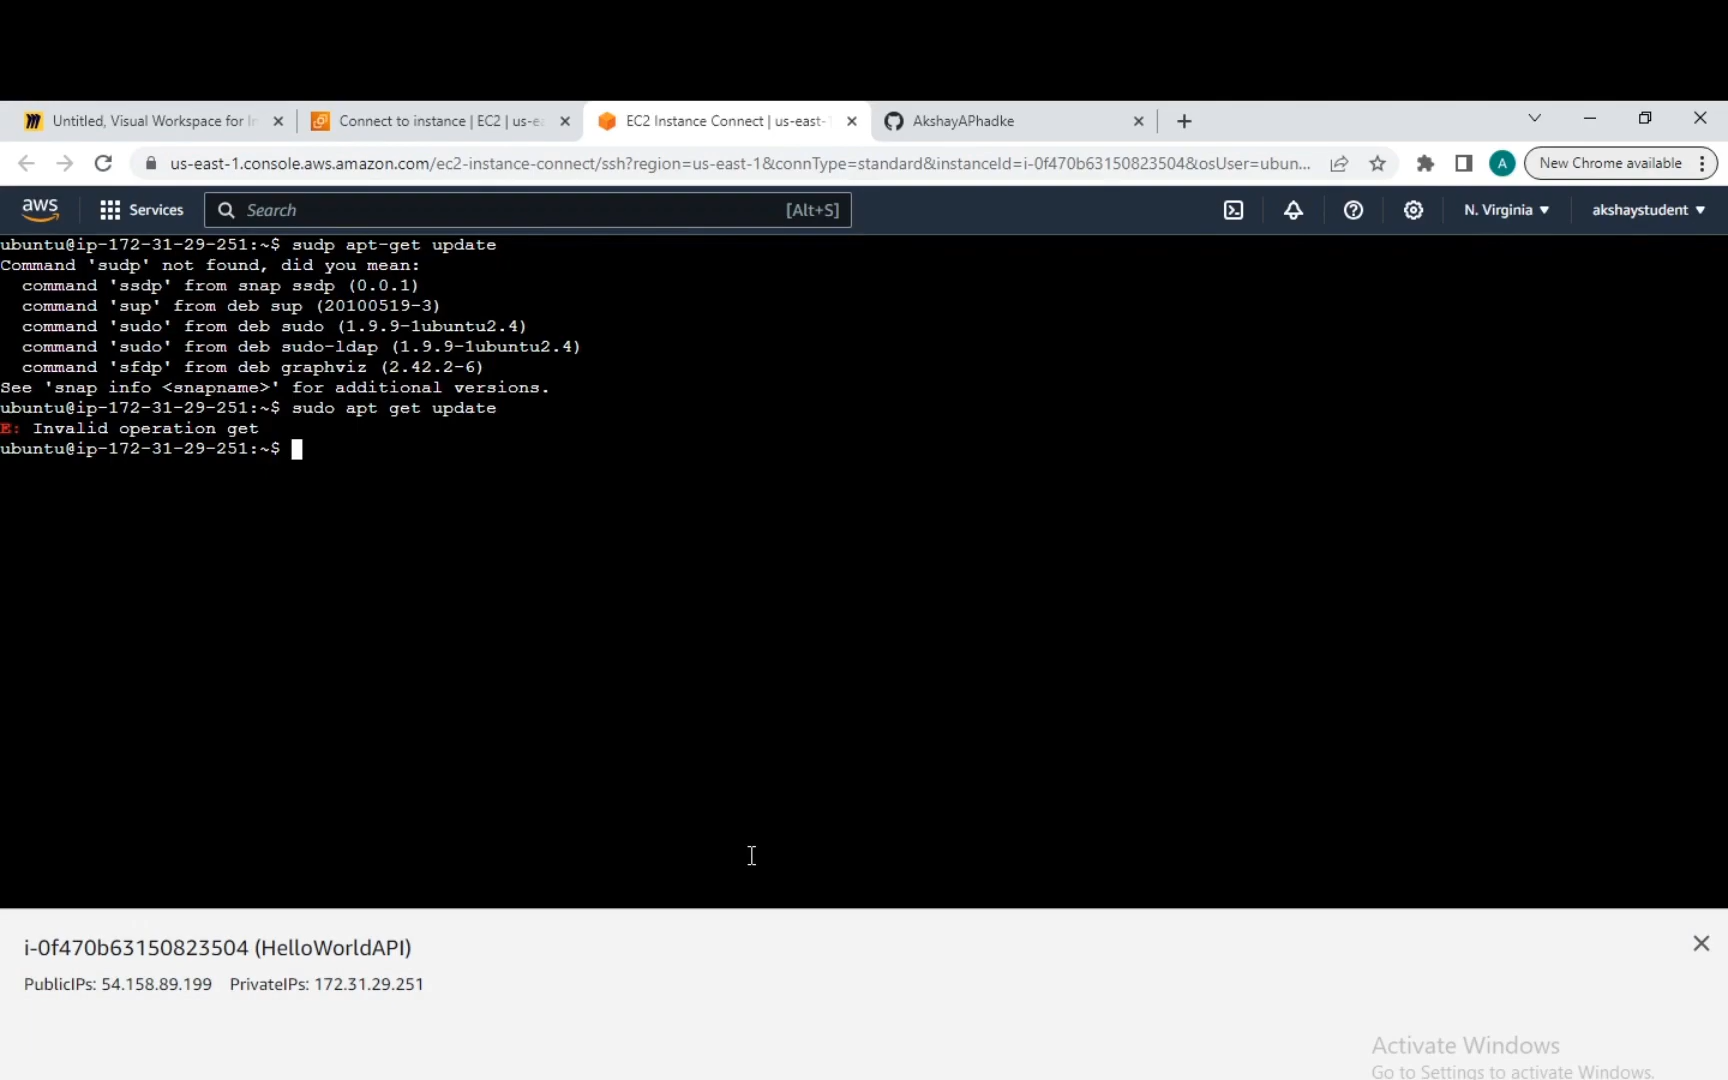 Untitled, Visual Workspace for In
Connect to instance | EC2 | us-ea
EC2 Instance Connect | us-east-1
AkshayAPhadke
us-east-1.console.aws.amazon.com/ec2-instance-connect/ssh?region=us-east-1&connType=standard&instanceId=i-0f470b63150823504&osUser=ubun...
A
New Chrome available
aws
Services
Search
[Alt+S]
N. Virginia
akshaystudent
ubuntu@ip-172-31-29-251:~$ sudp apt-get update
Command 'sudp' not found, did you mean:
command 'ssdp' from snap ssdp (0.0.1)
command 'sup' from deb sup (20100519-3)
command 'sudo' from deb sudo (1.9.9-1ubuntu2.4)
command 'sudo' from deb sudo-ldap (1.9.9-1ubuntu2.4)
command 'sfdp' from deb graphviz (2.42.2-6)
See 'snap info <snapname>' for additional versions.
ubuntu@ip-172-31-29-251:~$ sudo apt get update
E: Invalid operation get
ubuntu@ip-172-31-29-251:~$
i-0f470b63150823504 (HelloWorldAPI)
PublicIPs: 54.158.89.199 PrivateIPs: 172.31.29.251
Activate Windows
Go to Settings to activate Windows.